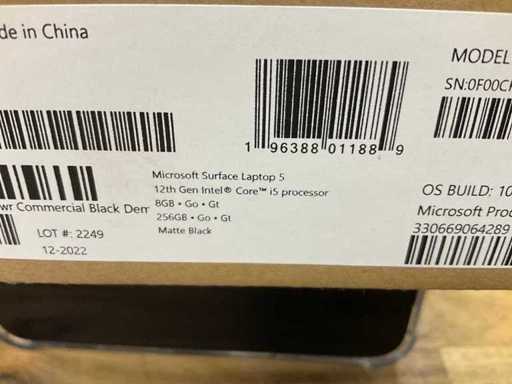 de in China
MODEL
SN:0F00C
1 96388 01188 9
Microsoft Surface Laptop 5
12th Gen Intel® Core™ i5 processor
wr Commercial Black Dem
8GB • Go • Gt
256GB • Go • Gt
Matte Black
LOT #: 2249
12-2022
OS BUILD: 10
Microsoft Prod
330669064289